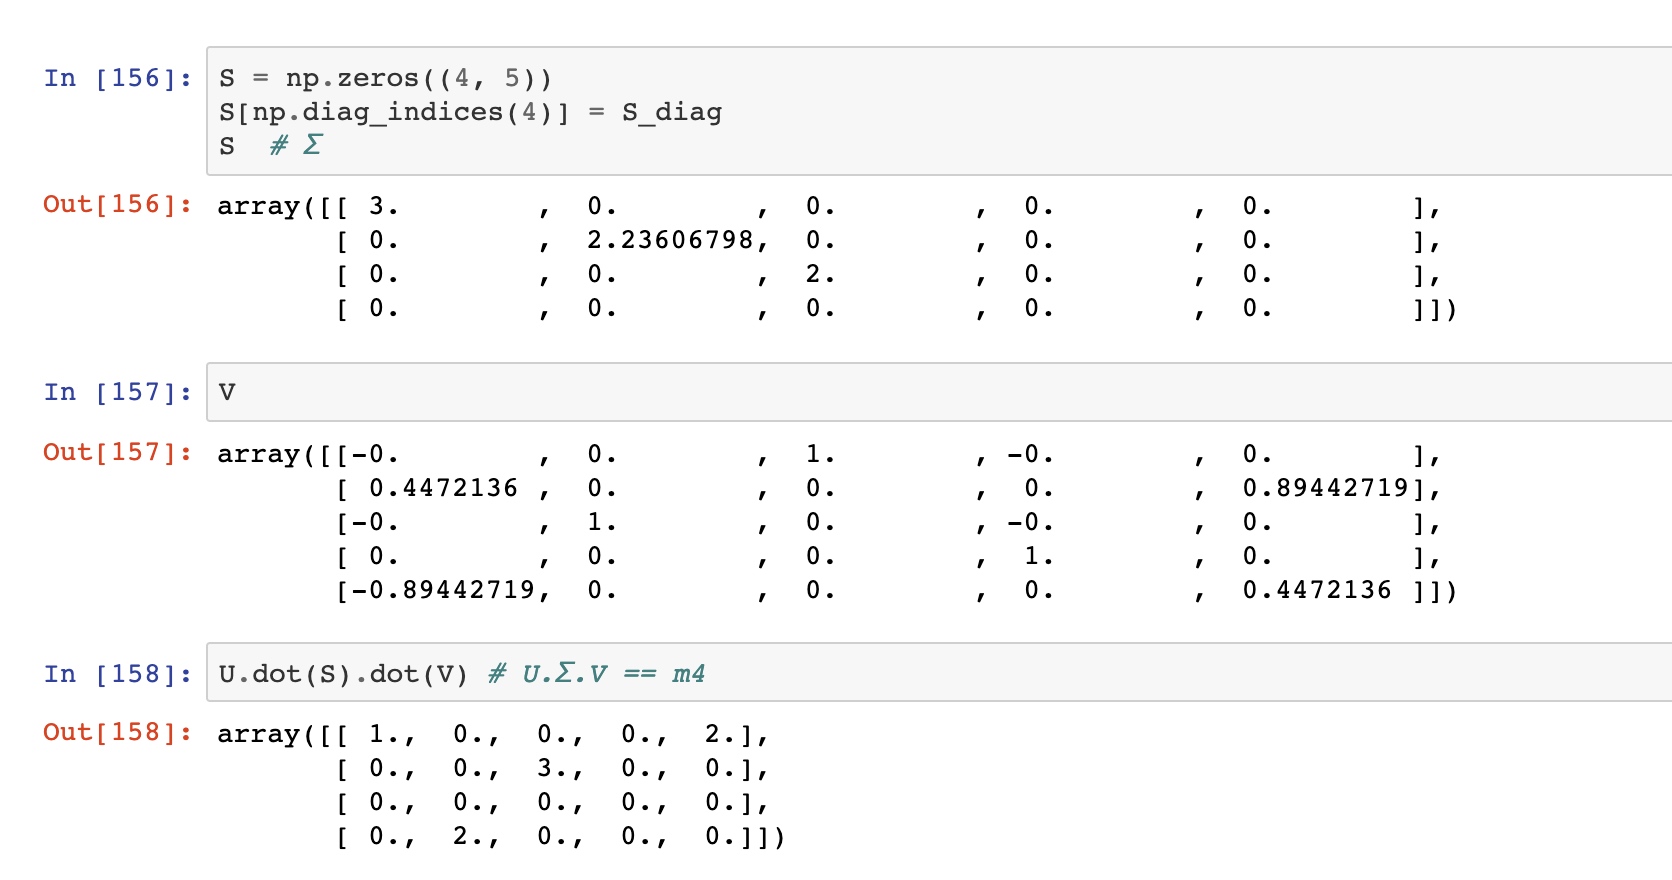 In [156]: S = np.zeros((4, 5))
S[np.diag_indices(4)] = S_diag
S  # Σ
Out[156]: array([[ 3.        ,  0.        ,  0.        ,  0.        ,  0.        ],
       [ 0.        ,  2.23606798,  0.        ,  0.        ,  0.        ],
       [ 0.        ,  0.        ,  2.        ,  0.        ,  0.        ],
       [ 0.        ,  0.        ,  0.        ,  0.        ,  0.        ]])
In [157]: V
Out[157]: array([[-0.        ,  0.        ,  1.        , -0.        ,  0.        ],
       [ 0.4472136 ,  0.        ,  0.        ,  0.        ,  0.89442719],
       [-0.        ,  1.        ,  0.        , -0.        ,  0.        ],
       [ 0.        ,  0.        ,  0.        ,  1.        ,  0.        ],
       [-0.89442719,  0.        ,  0.        ,  0.        ,  0.4472136 ]])
In [158]: U.dot(S).dot(V) # U.Σ.V == m4
Out[158]: array([[ 1.,  0.,  0.,  0.,  2.],
       [ 0.,  0.,  3.,  0.,  0.],
       [ 0.,  0.,  0.,  0.,  0.],
       [ 0.,  2.,  0.,  0.,  0.]])